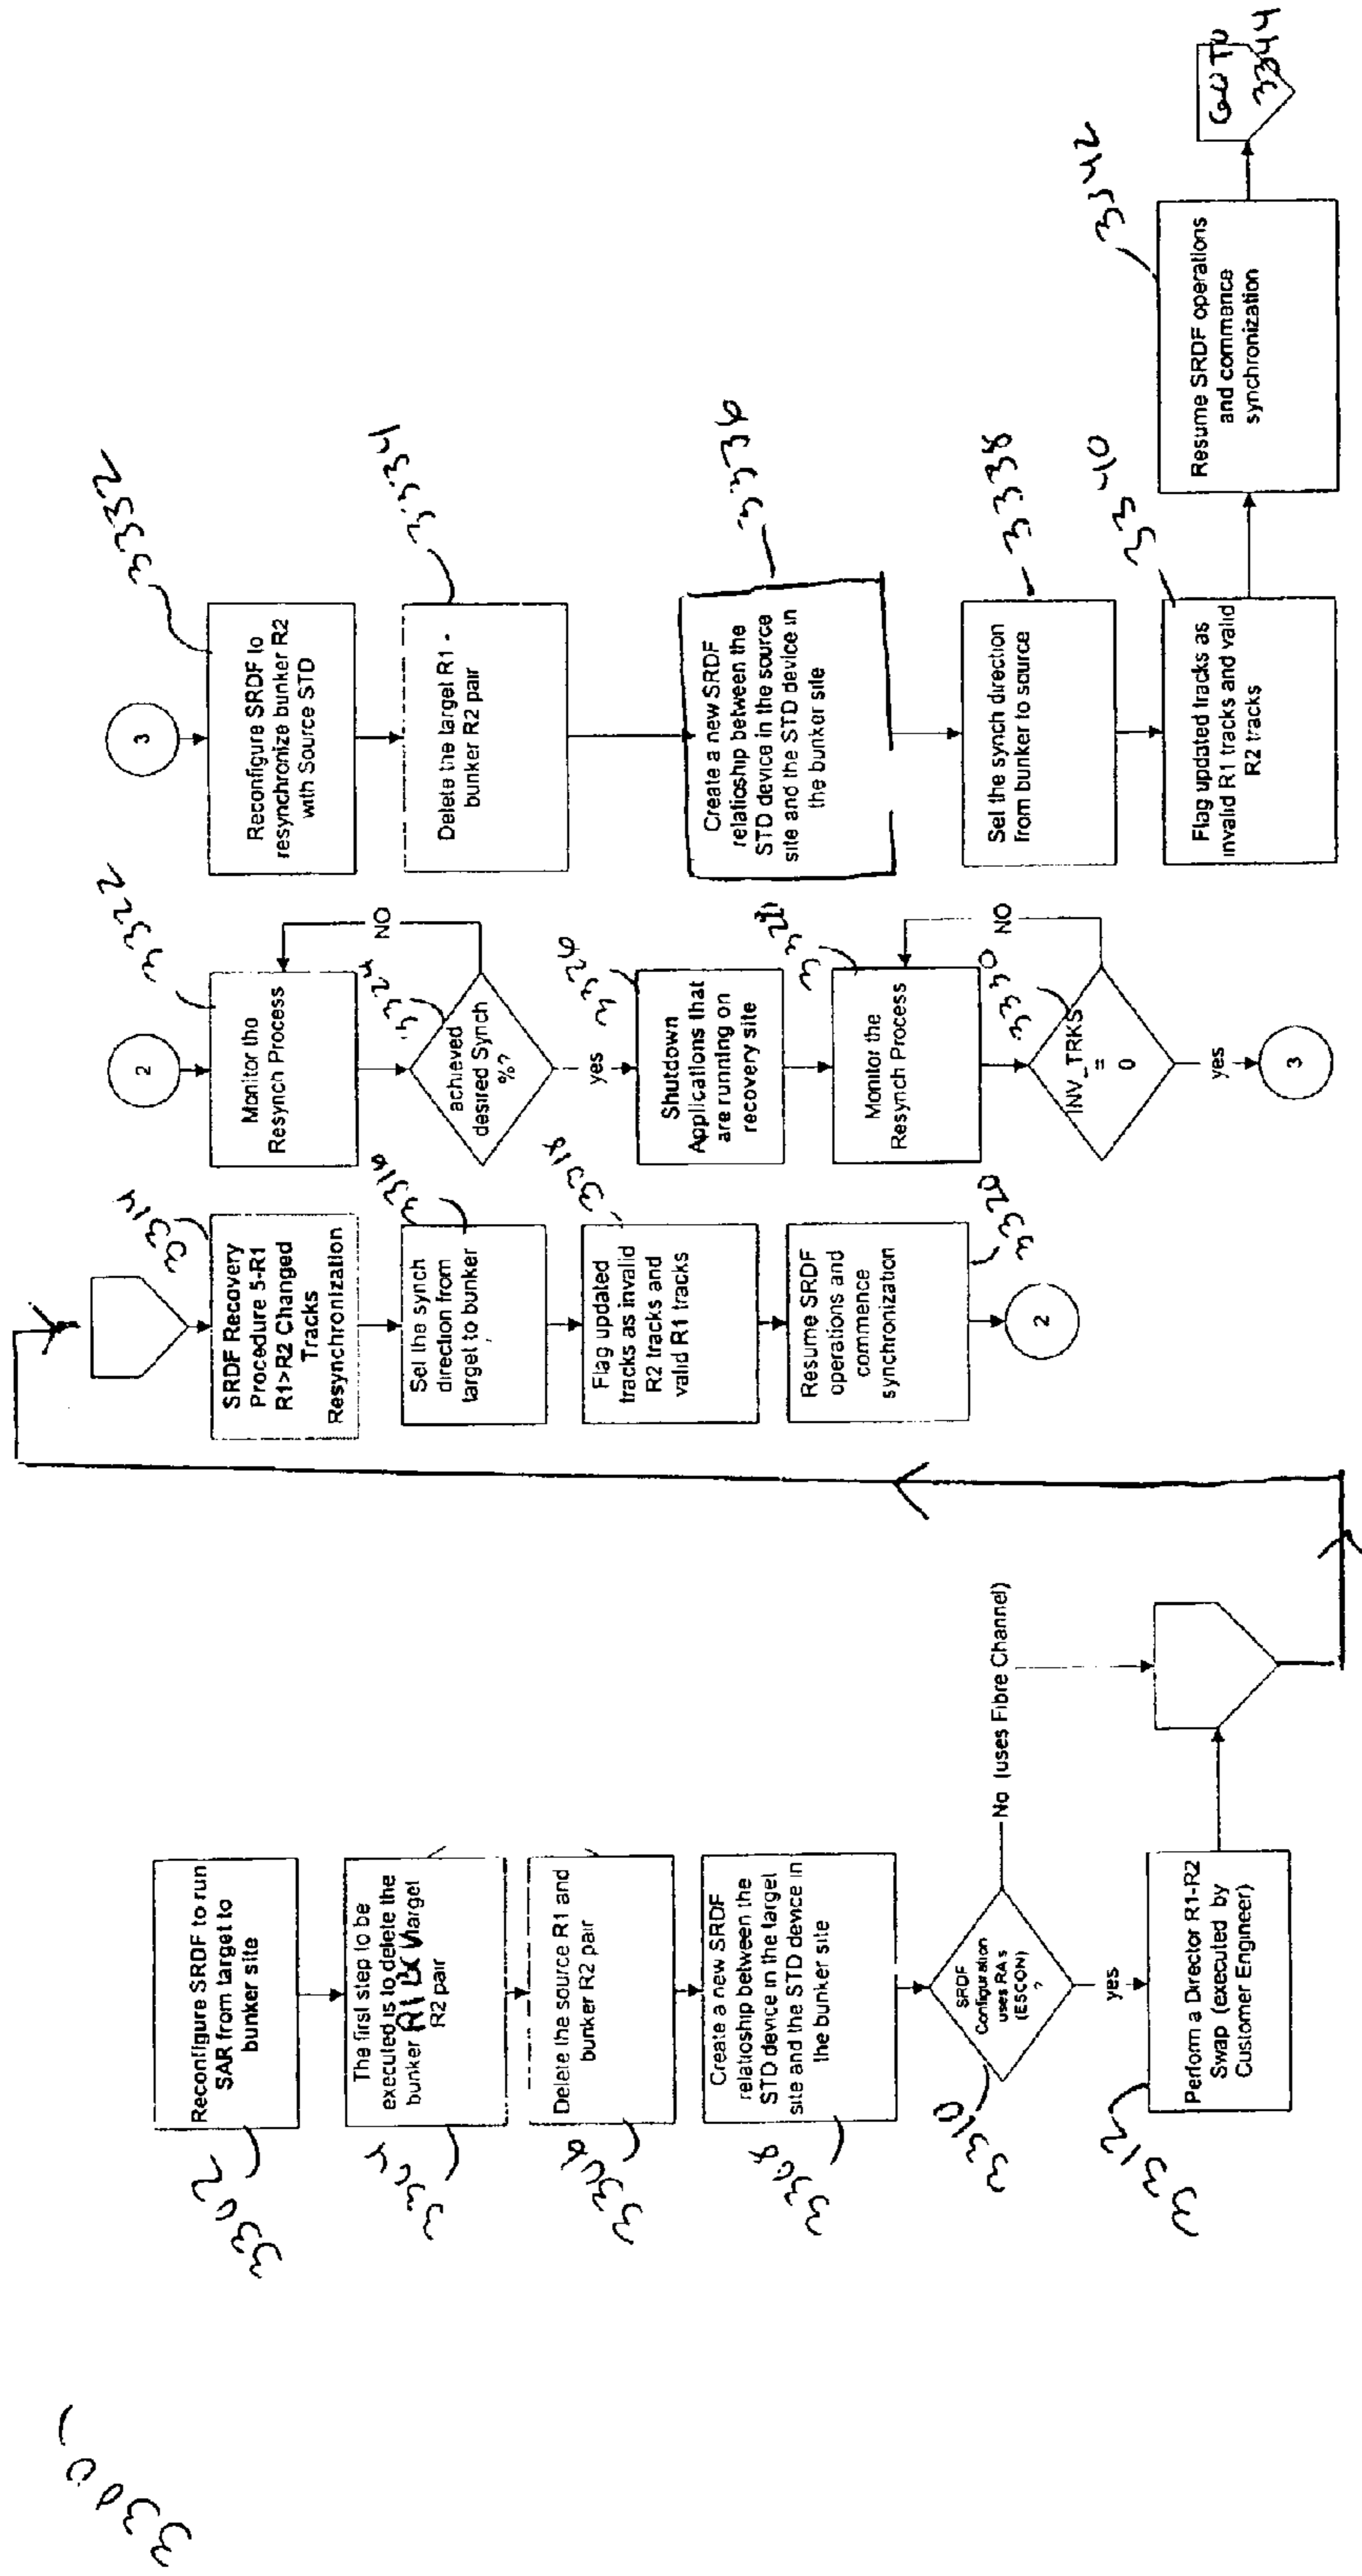 3300
3302
Reconfigure SRDF to run
SAR from target to
bunker site
3304
The first step to be
executed is to delete the
bunker R1 BCV/target
R2 pair
3306
Delete the source R1 and
bunker R2 pair
3308
Create a new SRDF
relatioship between the
STD device in the target
site and the STD device in
the bunker site
3310
SRDF
Configuration
uses RA s
(ESCON)
?
No (uses Fibre Channel)
yes
3312
Perform a Director R1-R2
Swap (executed by
Customer Engineer)
3314
SRDF Recovery
Procedure 5-R1
R1>R2 Changed
Tracks
Resynchronization
3316
Set the synch
direction from
target to bunker
3318
Flag updated
tracks as invalid
R2 tracks and
valid R1 tracks
3320
Resume SRDF
operations and
commence
synchronization
2
2
3322
Monitor the
Resynch Process
3324
achieved
desired Synch
%?
NO
yes
3326
Shutdown
Applications that
are running on
recovery site
Monitor the
Resynch Process
3330
INV_TRKS
=
0
NO
yes
3
3
3332
Reconfigure SRDF to
resynchronize bunker R2
with Source STD
3334
Delete the target R1 -
bunker R2 pair
3336
Create a new SRDF
relatioship between the
STD device in the source
site and the STD device in
the bunker site
3338
Set the synch direction
from bunker to source
3340
Flag updated tracks as
invalid R1 tracks and valid
R2 tracks
3342
Resume SRDF operations
and commence
synchronization
GO TO
3344